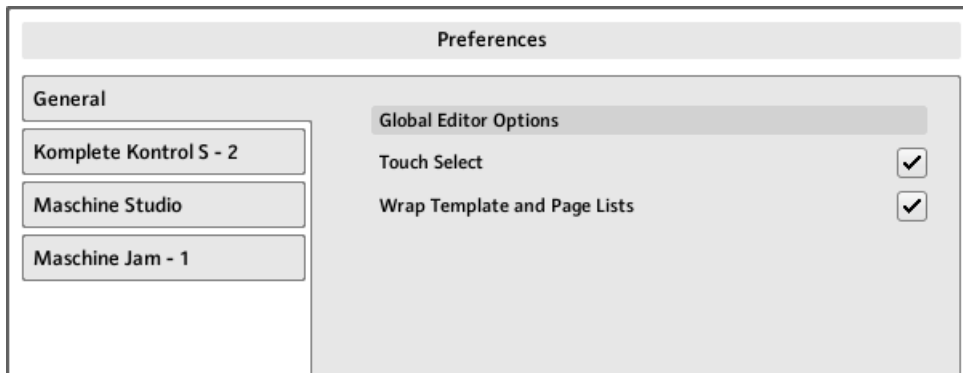 Preferences
General
Komplete Kontrol S - 2
Maschine Studio
Maschine Jam - 1
Global Editor Options
Touch Select
Wrap Template and Page Lists